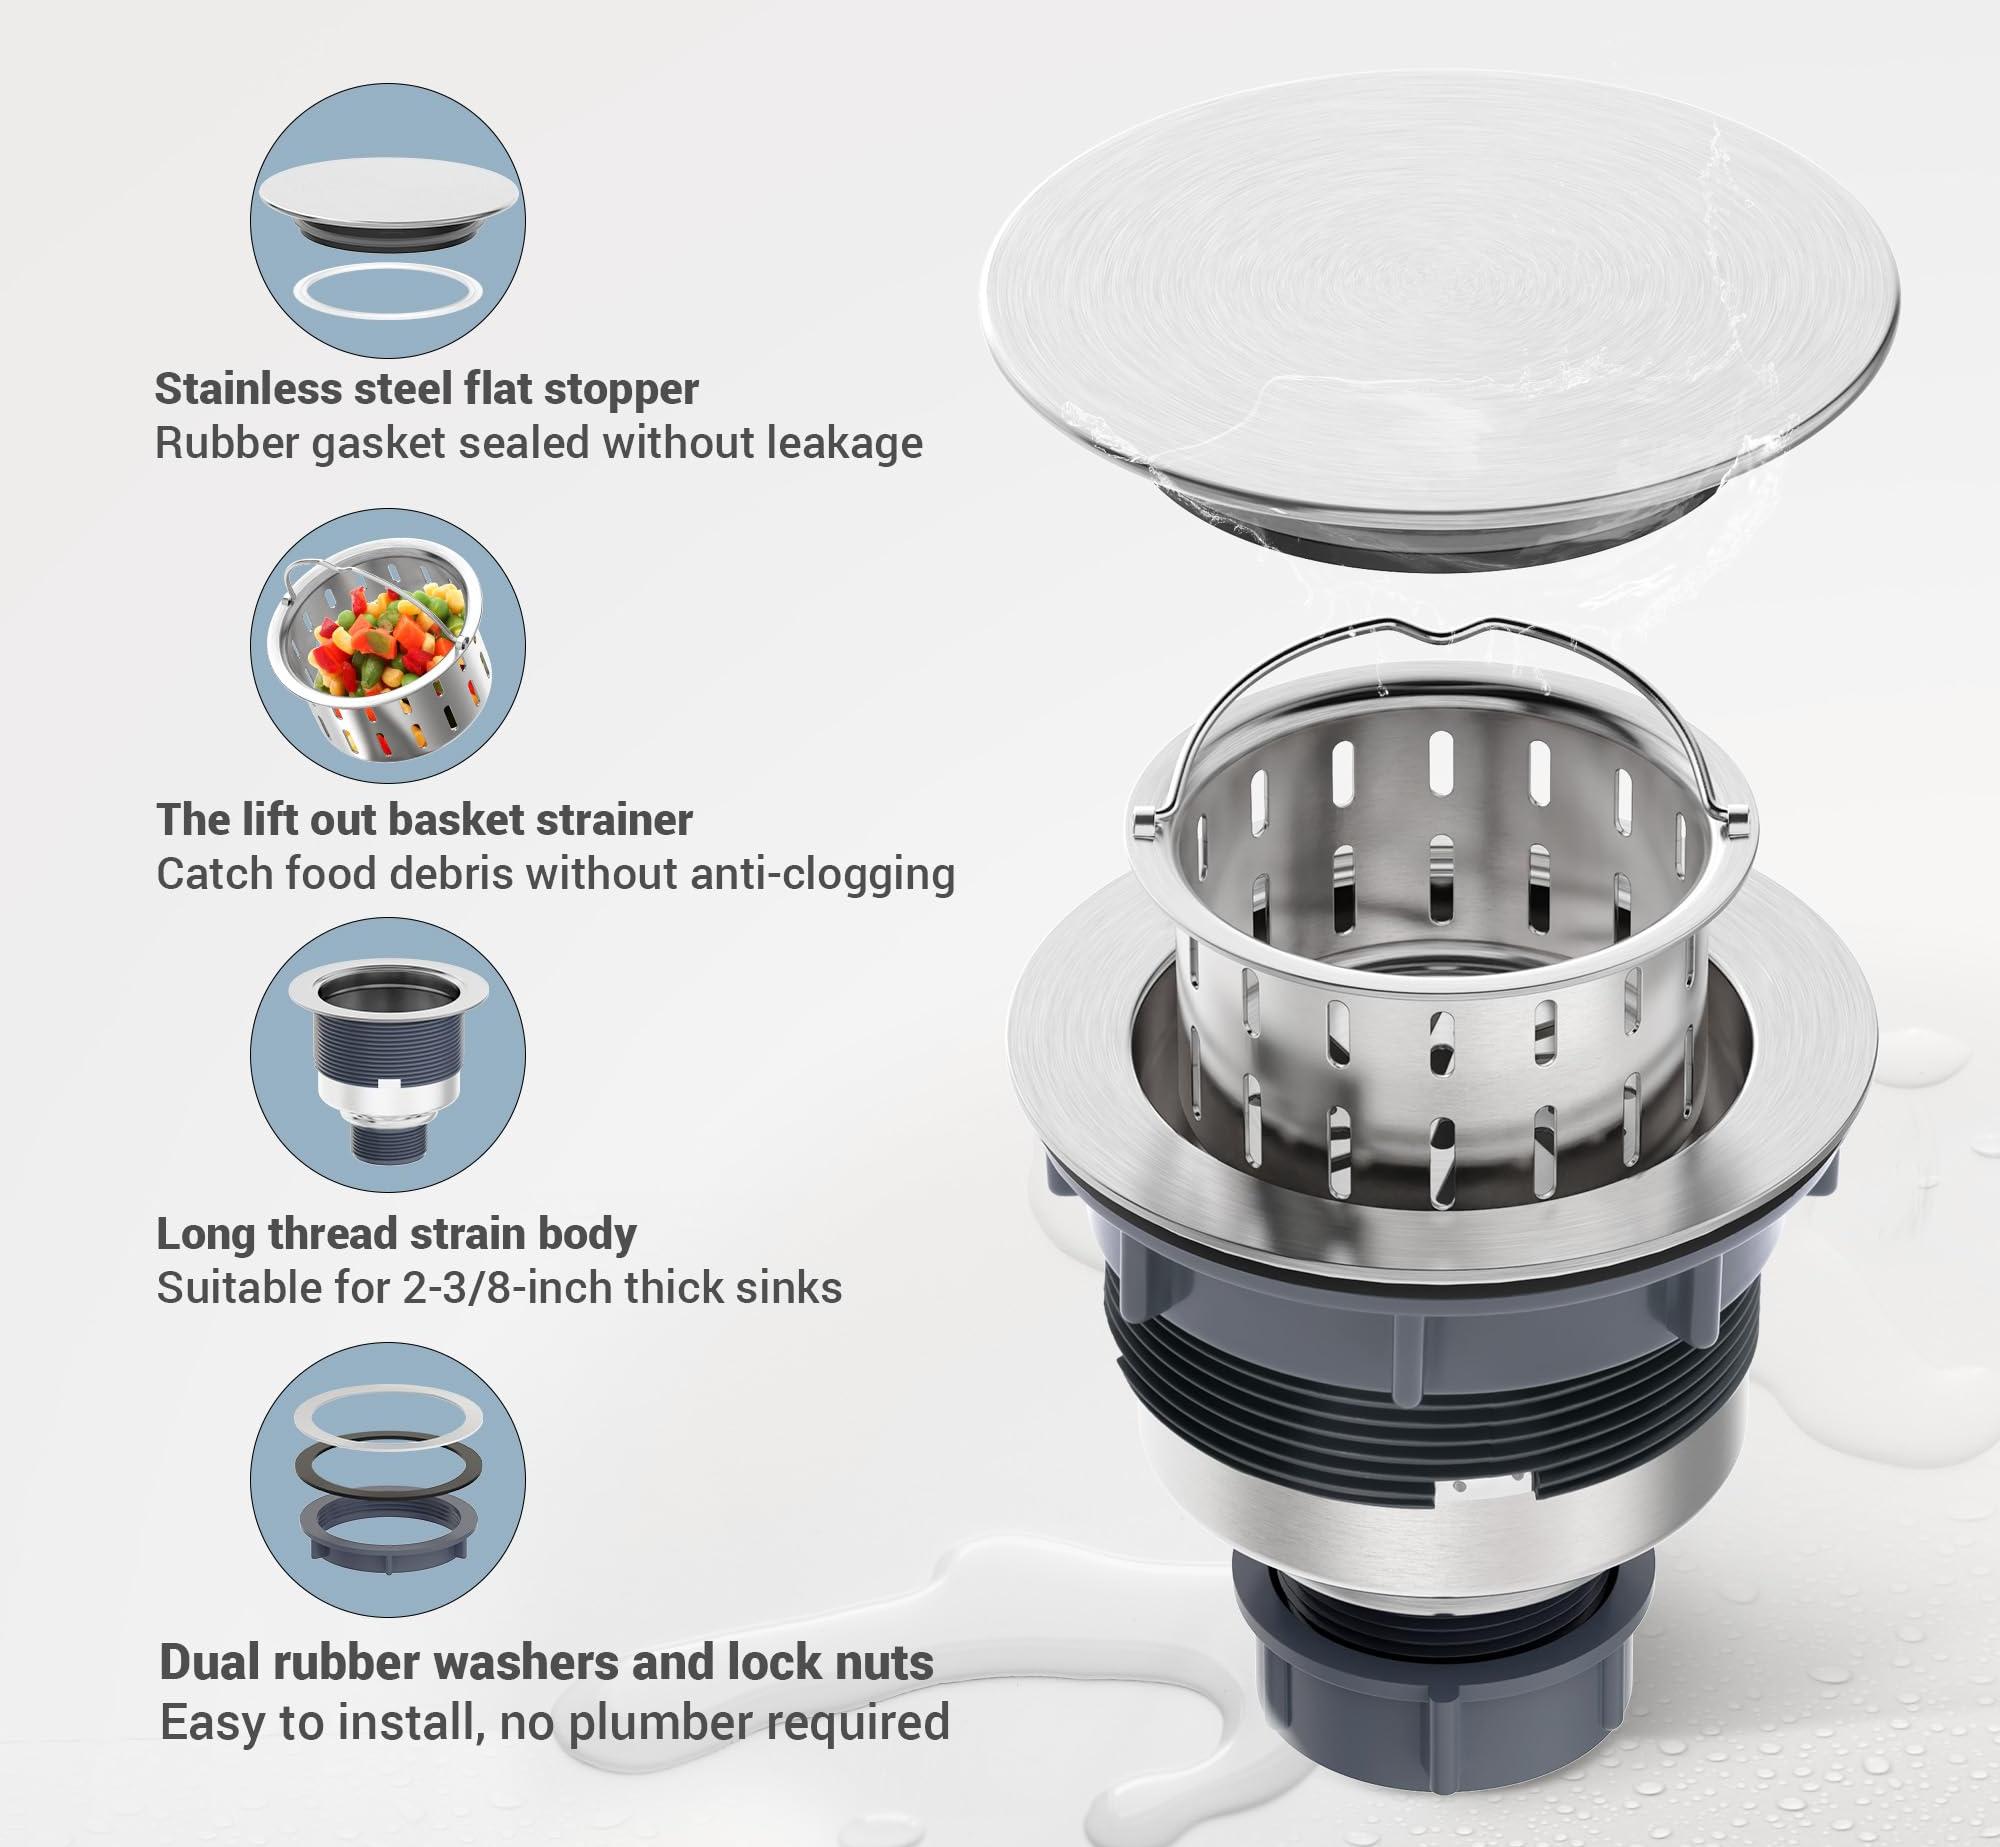 Stainless steel flat stopper
Rubber gasket sealed without leakage
The lift out basket strainer
Catch food debris without anti-clogging
Long thread strain body
Suitable for 2-3/8-inch thick sinks
Dual rubber washers and lock nuts
Easy to install, no plumber required